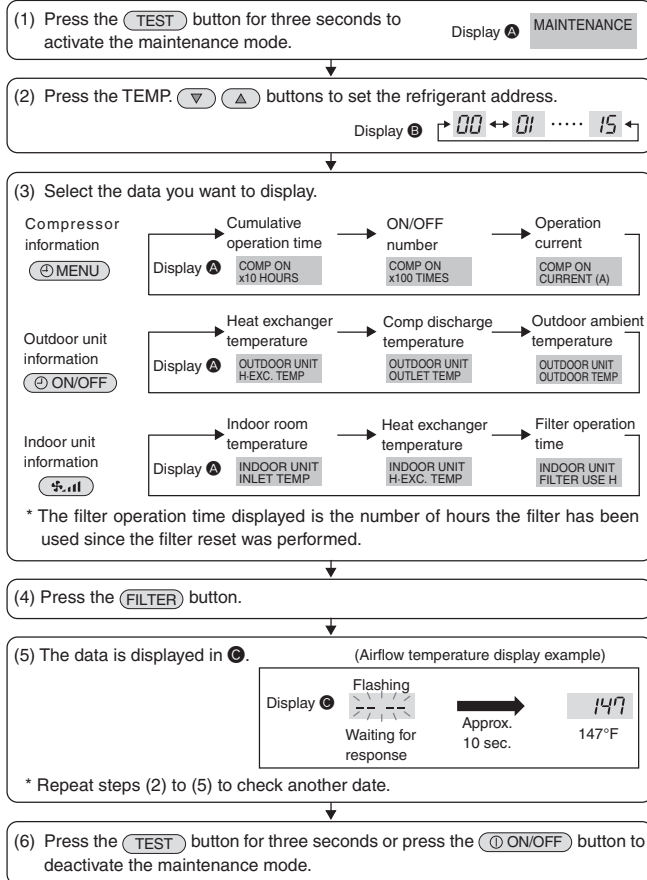 (1) Press the TEST button for three seconds to
activate the maintenance mode.
Display A MAINTENANCE
(2) Press the TEMP. ▽ △ buttons to set the refrigerant address.
Display B 00 ↔ 01 ····· 15
(3) Select the data you want to display.
Compressor
information
MENU
Display A
Cumulative
operation time
COMP ON
x10 HOURS
ON/OFF
number
COMP ON
x100 TIMES
Operation
current
COMP ON
CURRENT (A)
Outdoor unit
information
ON/OFF
Display A
Heat exchanger
temperature
OUTDOOR UNIT
H·EXC. TEMP
Comp discharge
temperature
OUTDOOR UNIT
OUTLET TEMP
Outdoor ambient
temperature
OUTDOOR UNIT
OUTDOOR TEMP
Indoor unit
information
Display A
Indoor room
temperature
INDOOR UNIT
INLET TEMP
Heat exchanger
temperature
INDOOR UNIT
H·EXC. TEMP
Filter operation
time
INDOOR UNIT
FILTER USE H
* The filter operation time displayed is the number of hours the filter has been
used since the filter reset was performed.
(4) Press the FILTER button.
(5) The data is displayed in C.
(Airflow temperature display example)
Display C
Flashing
-- --
Waiting for
response
Approx.
10 sec.
147
147°F
* Repeat steps (2) to (5) to check another date.
(6) Press the TEST button for three seconds or press the ON/OFF button to
deactivate the maintenance mode.